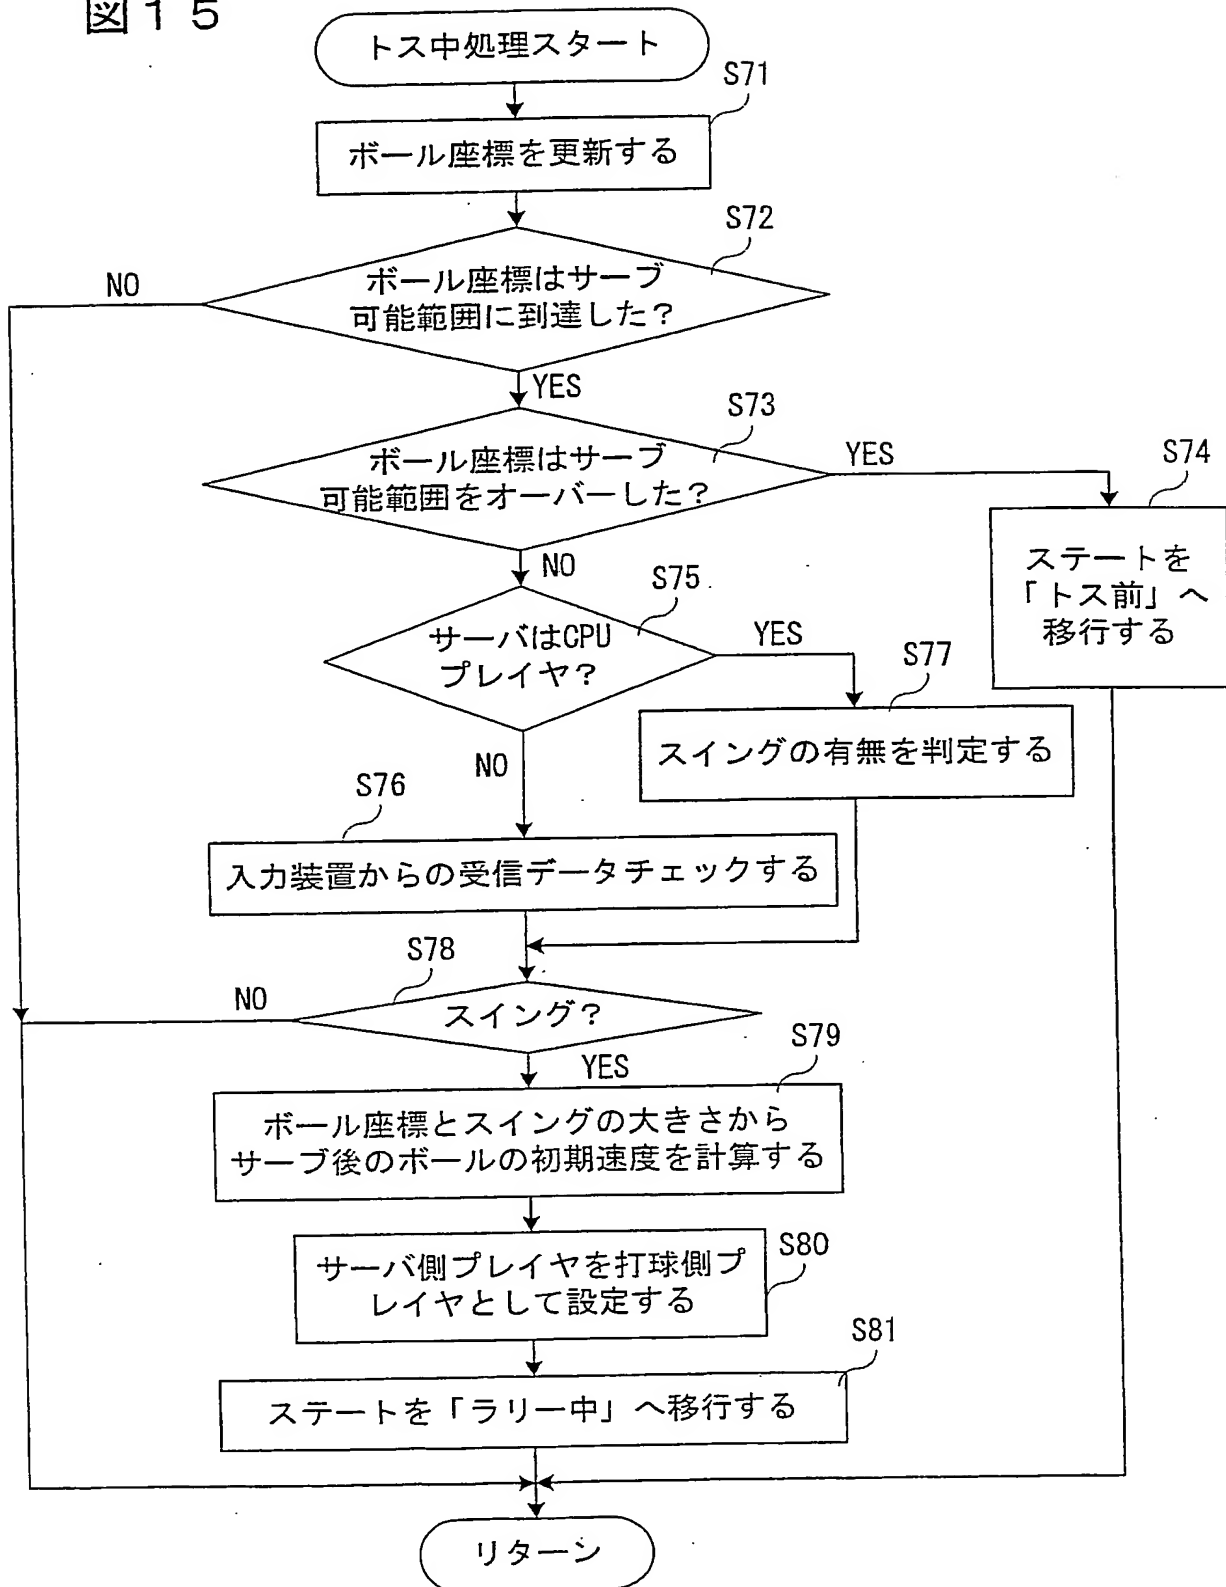 図15
トス中処理スタート
S71
ボール座標を更新する
S72
ボール座標はサーブ
可能範囲に到達した?
NO
YES
S73
ボール座標はサーブ
可能範囲をオーバーした?
YES
S74
ステートを
「トス前」へ
移行する
NO
S75
サーバはCPU
プレイヤ?
YES
S77
スイングの有無を判定する
NO
S76
入力装置からの受信データチェックする
S78
スイング?
NO
YES
S79
ボール座標とスイングの大きさから
サーブ後のボールの初期速度を計算する
S80
サーバ側プレイヤを打球側プ
レイヤとして設定する
S81
ステートを「ラリー中」へ移行する
リターン